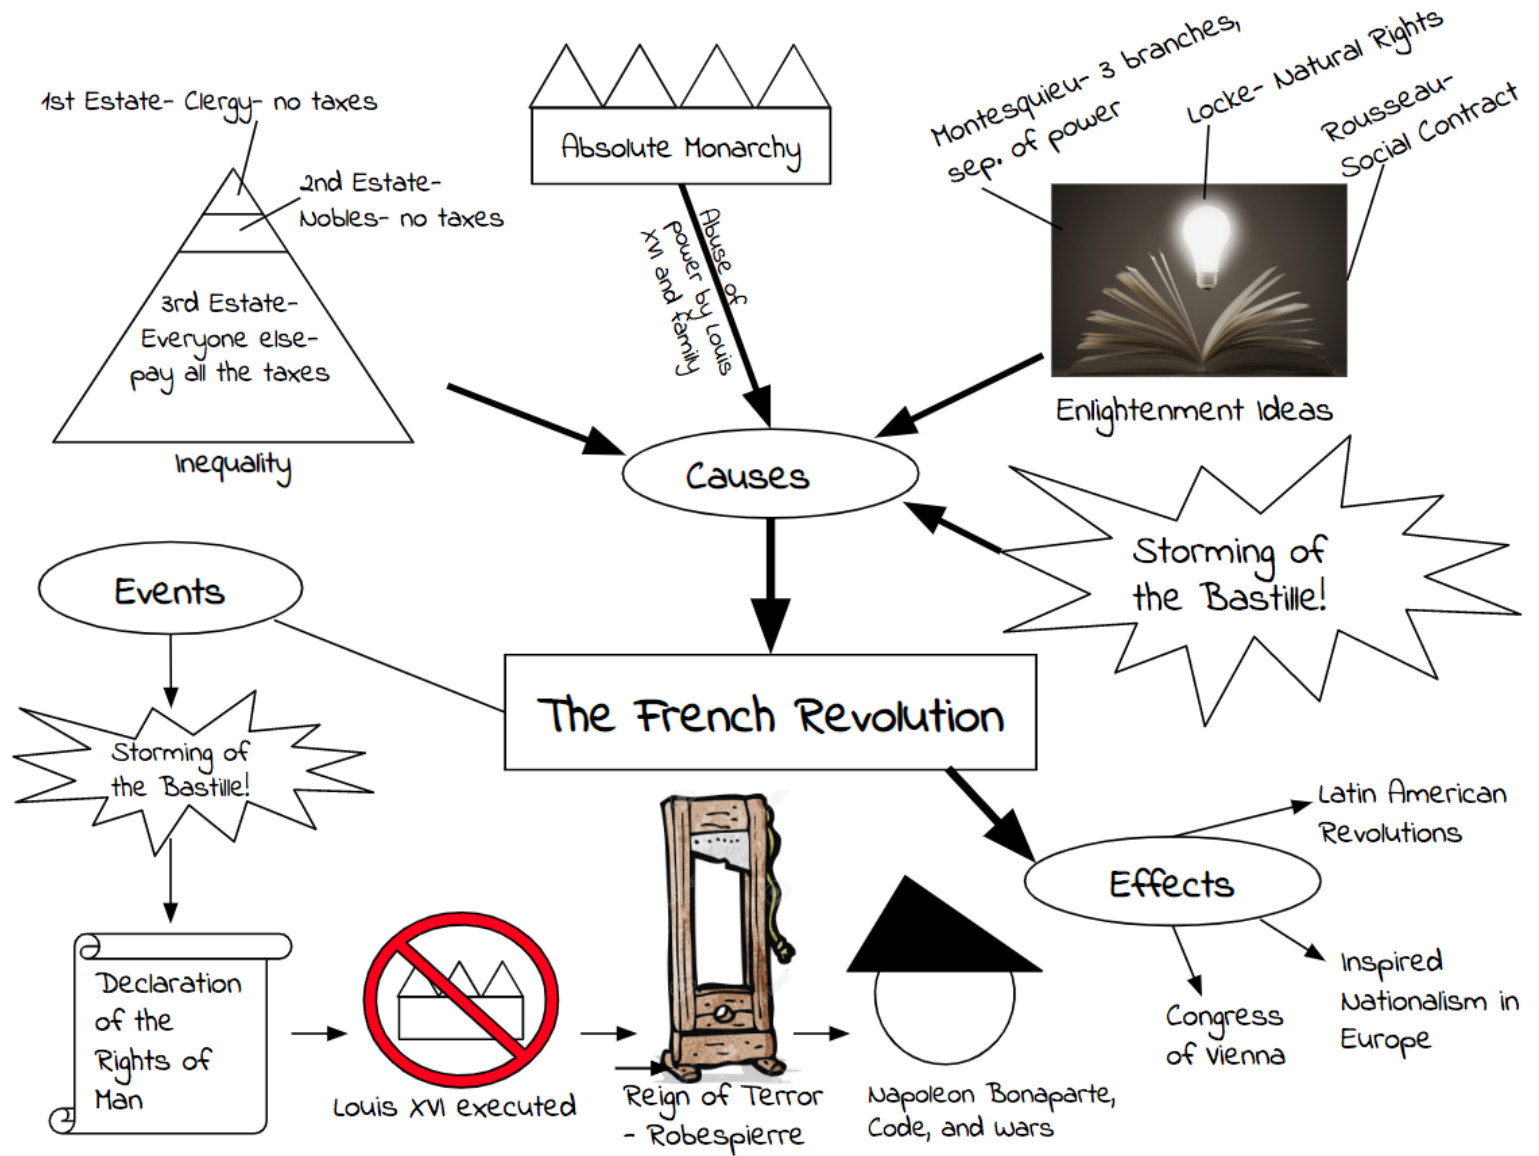 1st Estate- Clergy- no taxes
2nd Estate-
Nobles- no taxes
3rd Estate-
Everyone else-
pay all the taxes
Inequality
Absolute Monarchy
Abuse of
power by Louis
XVI and family
Montesquieu- 3 branches,
sep. of power
Locke- Natural Rights
Rousseau-
Social Contract
Enlightenment Ideas
Causes
Storming of
the Bastille!
Events
The French Revolution
Storming of
the Bastille!
Declaration
of the
Rights of
Man
Louis XVI executed
Reign of Terror
- Robespierre
Napoleon Bonaparte,
Code, and Wars
Effects
Latin American
Revolutions
Inspired
Nationalism in
Europe
Congress
of Vienna